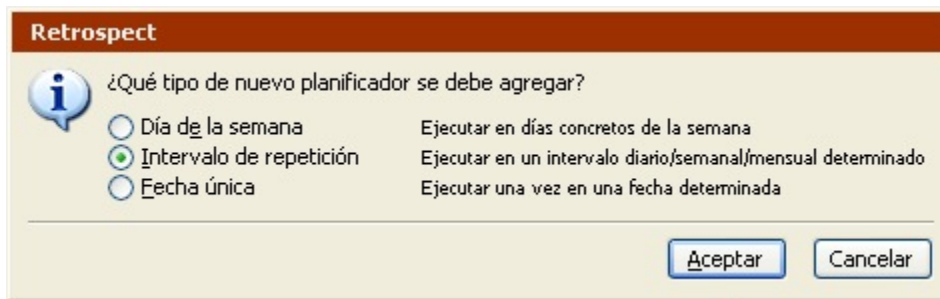 Retrospect
¿Qué tipo de nuevo planificador se debe agregar?
Día de la semana Ejecutar en días concretos de la semana
Intervalo de repetición Ejecutar en un intervalo diario/semanal/mensual determinado
Fecha única Ejecutar una vez en una fecha determinada
Aceptar Cancelar